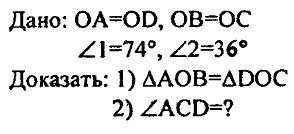 Дано: OA=OD, OB=OC
∠1=74°, ∠2=36°
Доказать: 1) ΔAOB=ΔDOC
2) ∠ACD=?